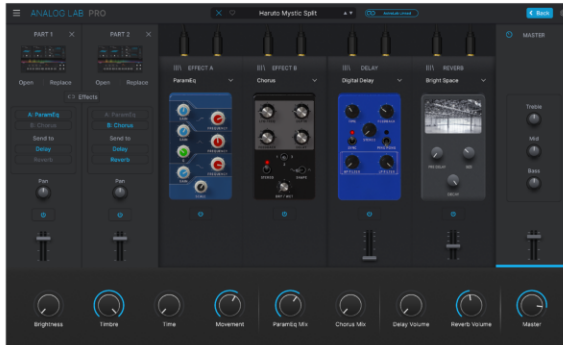 ANALOG LAB PRO
Haruto Mystic Split
Back
PART 1
PART 2
MASTER
EFFECT A
EFFECT B
DELAY
REVERB
ParamEq
Chorus
Digital Delay
Bright Space
Open Replace
Open Replace
Effects
A: ParamEq
B: Chorus
Send to
Delay
Reverb
A: ParamEq
B: Chorus
Send to
Delay
Reverb
Pan
Pan
Treble
Mid
Bass
Brightness
Timbre
Time
Movement
ParamEq Mix
Chorus Mix
Delay Volume
Reverb Volume
Master